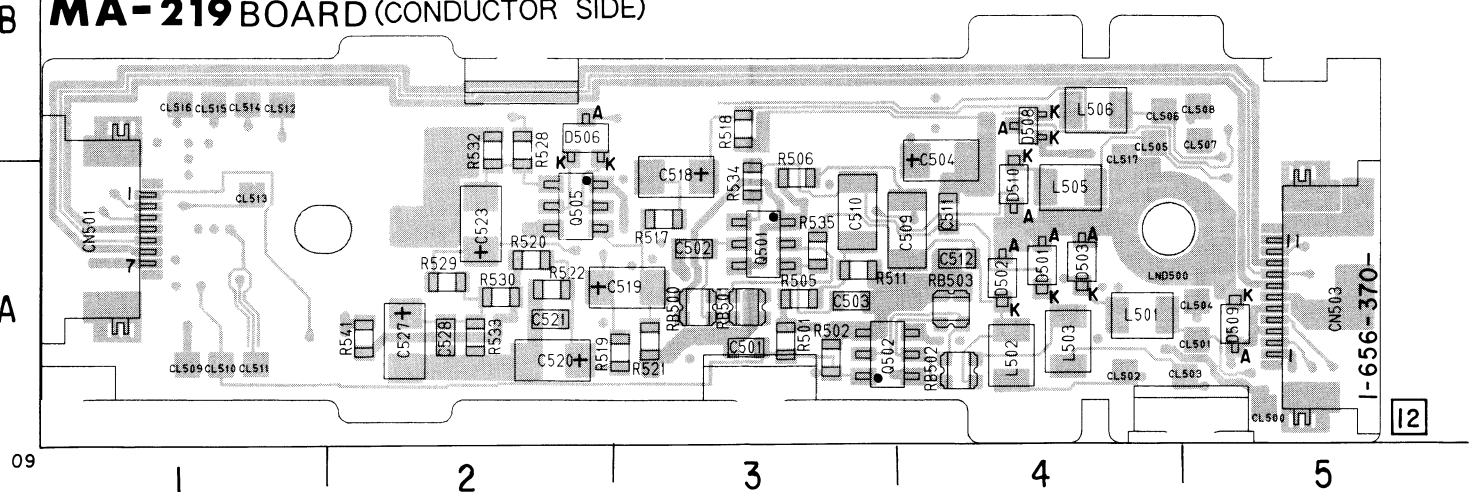 B
MA-219 BOARD (CONDUCTOR SIDE)
CL516 CL515 CL514 CL512
A
D506
K K
R532
R528
R518
C518+
R534
R506
+C504
A
D508
K
K
L506
CL506
CL508
CL505
CL507
CL517
K
D510
A
L505
1
CN501
7
CL513
C523
+
Q505
R517
C502
Q501
R535
C510
C509
C511
C512
R520
R529
R530
R522
+C519
RB500
RB501
R505
R511
C503
RB503
A
D502
K
A
D501
K
A
D503
K
LND500
11
CN503
1
1-656-370-
A
R541
C527+
C528
R533
C521
C520+
R519
R521
C501
R501
R502
Q502
RB502
L502
L503
L501
CL504
CL501
K
D509
A
CL509 CL510 CL511
CL502
CL503
CL500
12
09
1 2 3 4 5